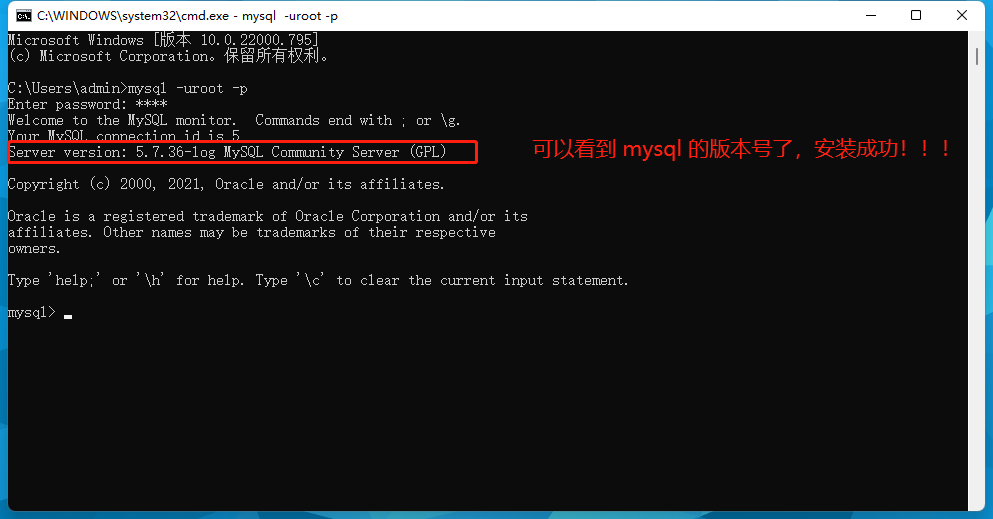 C:\WINDOWS\system32\cmd.exe - mysql -uroot -p
Microsoft Windows [版本 10.0.22000.795]
(c) Microsoft Corporation。保留所有权利。
C:\Users\admin>mysql -uroot -p
Enter password: ****
Welcome to the MySQL monitor.  Commands end with ; or \g.
Your MySQL connection id is 5
Server version: 5.7.36-log MySQL Community Server (GPL)
可以看到 mysql 的版本号了，安装成功！！！
Copyright (c) 2000, 2021, Oracle and/or its affiliates.
Oracle is a registered trademark of Oracle Corporation and/or its
affiliates. Other names may be trademarks of their respective
owners.
Type 'help;' or '\h' for help. Type '\c' to clear the current input statement.
mysql>